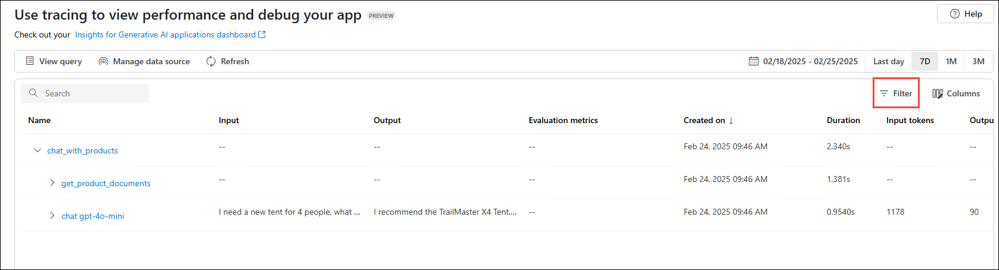 Use tracing to view performance and debug your app PREVIEW
Help
Check out your Insights for Generative AI applications dashboard
View query Manage data source Refresh 02/18/2025 - 02/25/2025 Last day 7D 1M 3M
Search Filter Columns
Name Input Output Evaluation metrics Created on ↓ Duration Input tokens Outpu
chat_with_products -- -- -- Feb 24, 2025 09:46 AM 2.340s -- --
get_product_documents -- -- -- Feb 24, 2025 09:46 AM 1.381s -- --
chat gpt-4o-mini I need a new tent for 4 people, what ... I recommend the TrailMaster X4 Tent.... -- Feb 24, 2025 09:46 AM 0.9540s 1178 90